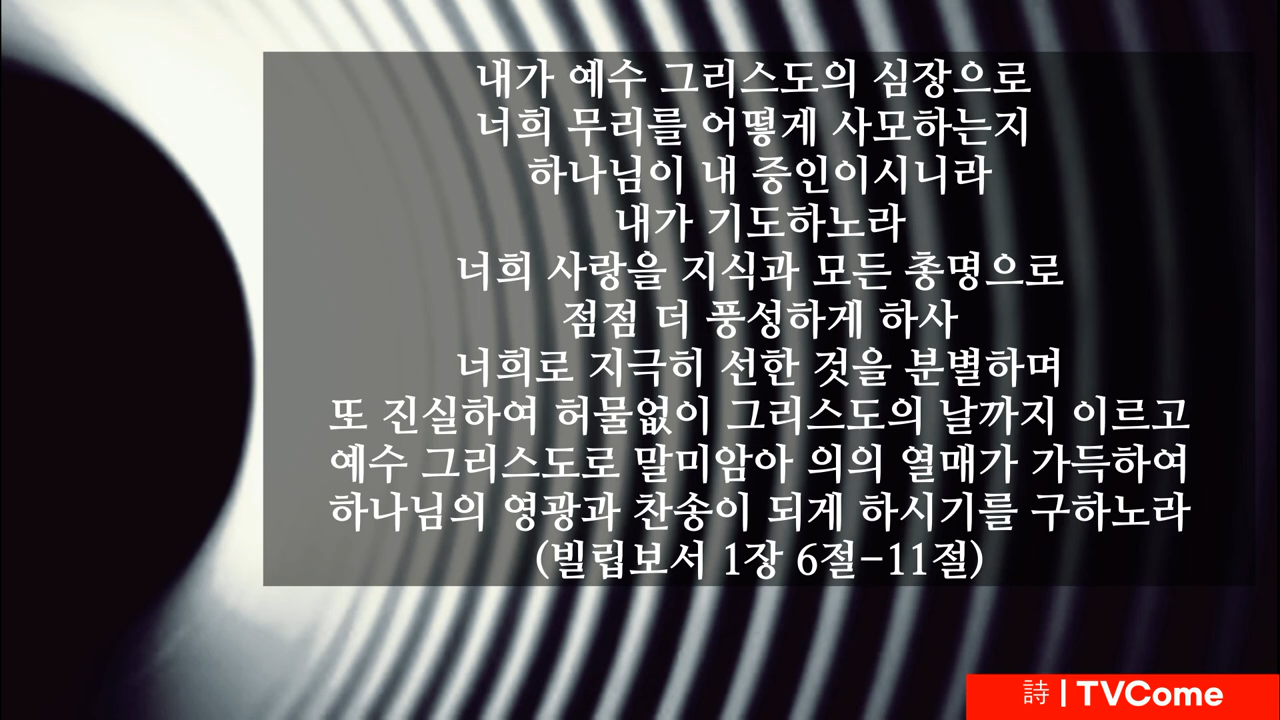 내가 예수 그리스도의 심장으로
너희 무리를 어떻게 사모하는지
하나님이 내 증인이시니라
내가 기도하노라
너희 사랑을 지식과 모든 총명으로
점점 더 풍성하게 하사
너희로 지극히 선한 것을 분별하며
또 진실하여 허물없이 그리스도의 날까지 이르고
예수 그리스도로 말미암아 의의 열매가 가득하여
하나님의 영광과 찬송이 되게 하시기를 구하노라
(빌립보서 1장 6절-11절)
詩 | TVCome